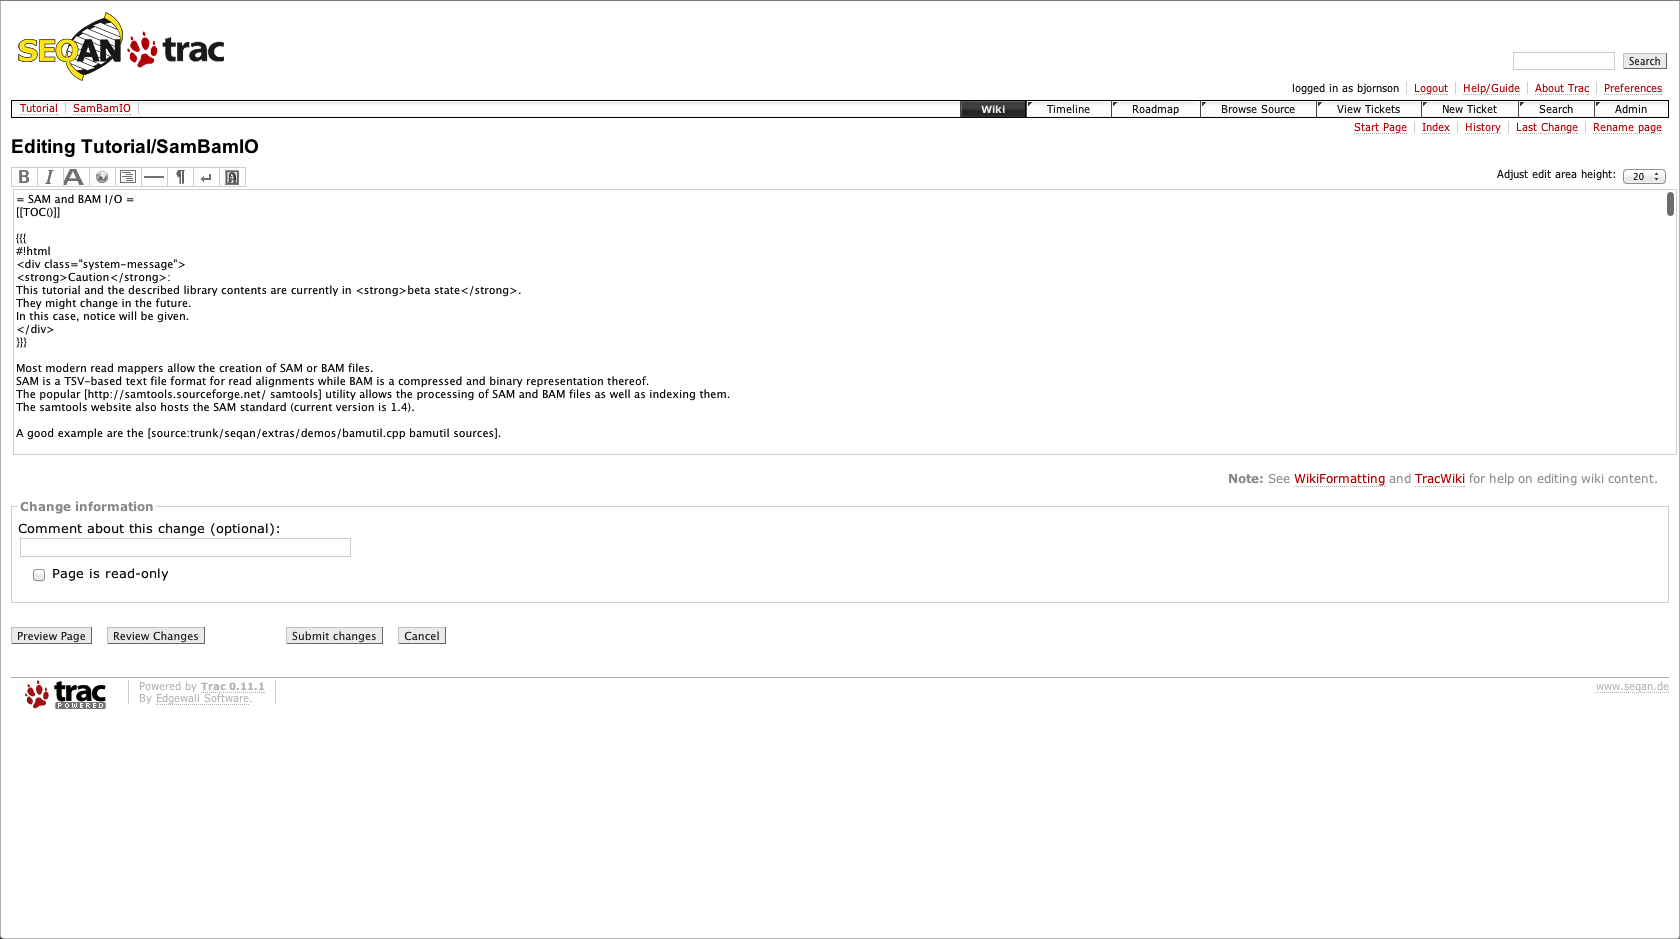 SEQAN trac
Search
logged in as bjornson Logout Help/Guide About Trac Preferences
Tutorial SamBamIO Wiki Timeline Roadmap Browse Source View Tickets New Ticket Search Admin
Start Page Index History Last Change Rename page
Editing Tutorial/SamBamIO
B I A ¶ ↵
Adjust edit area height: 20
= SAM and BAM I/O =
[[TOC()]]
{{{
#!html
<div class="system-message">
<strong>Caution</strong>:
This tutorial and the described library contents are currently in <strong>beta state</strong>.
They might change in the future.
In this case, notice will be given.
</div>
}}}
Most modern read mappers allow the creation of SAM or BAM files.
SAM is a TSV-based text file format for read alignments while BAM is a compressed and binary representation thereof.
The popular [http://samtools.sourceforge.net/ samtools] utility allows the processing of SAM and BAM files as well as indexing them.
The samtools website also hosts the SAM standard (current version is 1.4).
A good example are the [source:trunk/seqan/extras/demos/bamutil.cpp bamutil sources].
Note: See WikiFormatting and TracWiki for help on editing wiki content.
Change information
Comment about this change (optional):
Page is read-only
Preview Page Review Changes Submit changes Cancel
trac POWERED
Powered by Trac 0.11.1
By Edgewall Software.
www.seqan.de